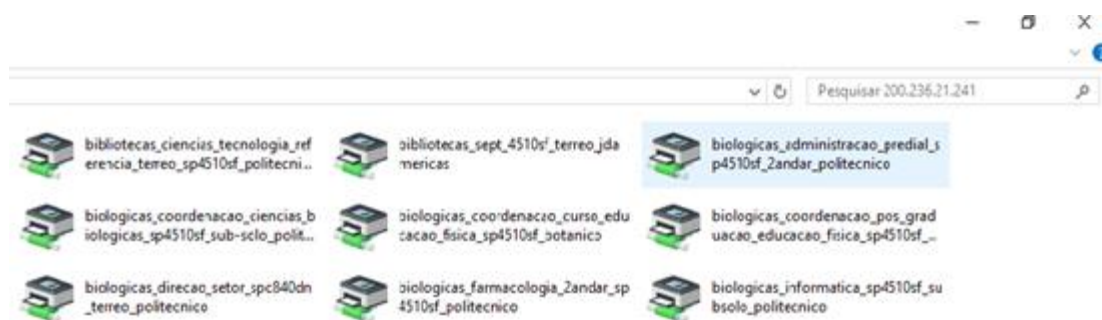 Pesquisar 200.236.21.241
bibliotecas_ciencias_tecnologia_ref
erencia_terreo_sp4510sf_politecni...
bibliotecas_sept_4510sf_terreo_jda
mericas
biologicas_administracao_predial_s
p4510sf_2andar_politecnico
biologicas_coordenacao_ciencias_b
iologicas_sp4510sf_sub-solo_polit...
biologicas_coordenacao_curso_edu
cacao_fisica_sp4510sf_botanico
biologicas_coordenacao_pos_grad
uacao_educacao_fisica_sp4510sf_...
biologicas_direcao_setor_spc840dn
_terreo_politecnico
biologicas_farmacologia_2andar_sp
4510sf_politecnico
biologicas_informatica_sp4510sf_su
bsolo_politecnico